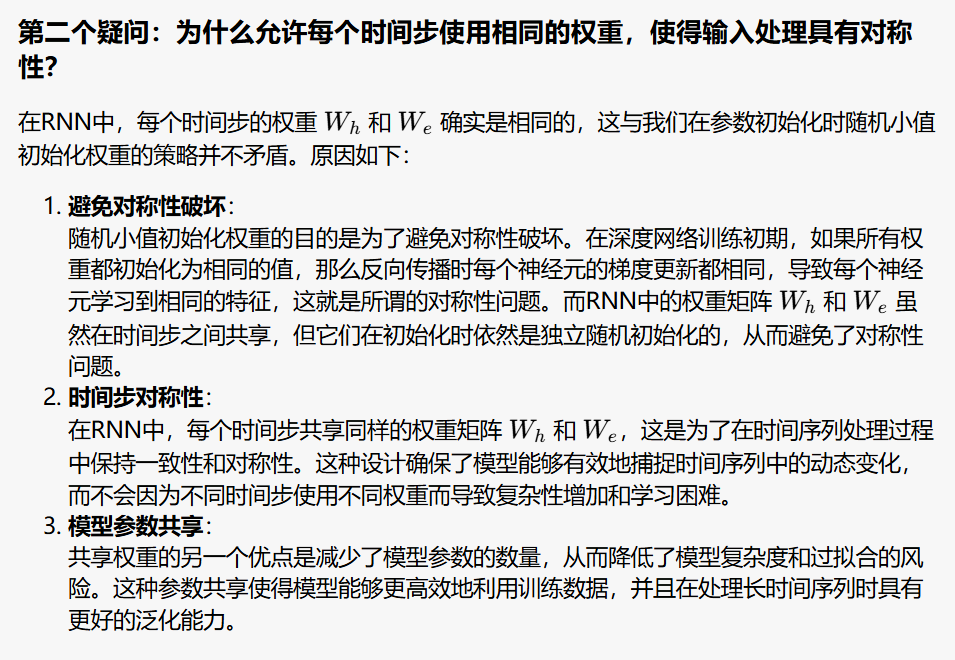 第二个疑问：为什么允许每个时间步使用相同的权重，使得输入处理具有对称
性？
在RNN中，每个时间步的权重 W_h 和 W_e 确实是相同的，这与我们在参数初始化时随机小值
初始化权重的策略并不矛盾。原因如下：
1. 避免对称性破坏：
随机小值初始化权重的目的是为了避免对称性破坏。在深度网络训练初期，如果所有权
重都初始化为相同的值，那么反向传播时每个神经元的梯度更新都相同，导致每个神经
元学习到相同的特征，这就是所谓的对称性问题。而RNN中的权重矩阵 W_h 和 W_e 虽
然在时间步之间共享，但它们在初始化时依然是独立随机初始化的，从而避免了对称性
问题。
2. 时间步对称性：
在RNN中，每个时间步共享同样的权重矩阵 W_h 和 W_e，这是为了在时间序列处理过程
中保持一致性和对称性。这种设计确保了模型能够有效地捕捉时间序列中的动态变化，
而不会因为不同时间步使用不同权重而导致复杂性增加和学习困难。
3. 模型参数共享：
共享权重的另一个优点是减少了模型参数的数量，从而降低了模型复杂度和过拟合的风
险。这种参数共享使得模型能够更高效地利用训练数据，并且在处理长时间序列时具有
更好的泛化能力。